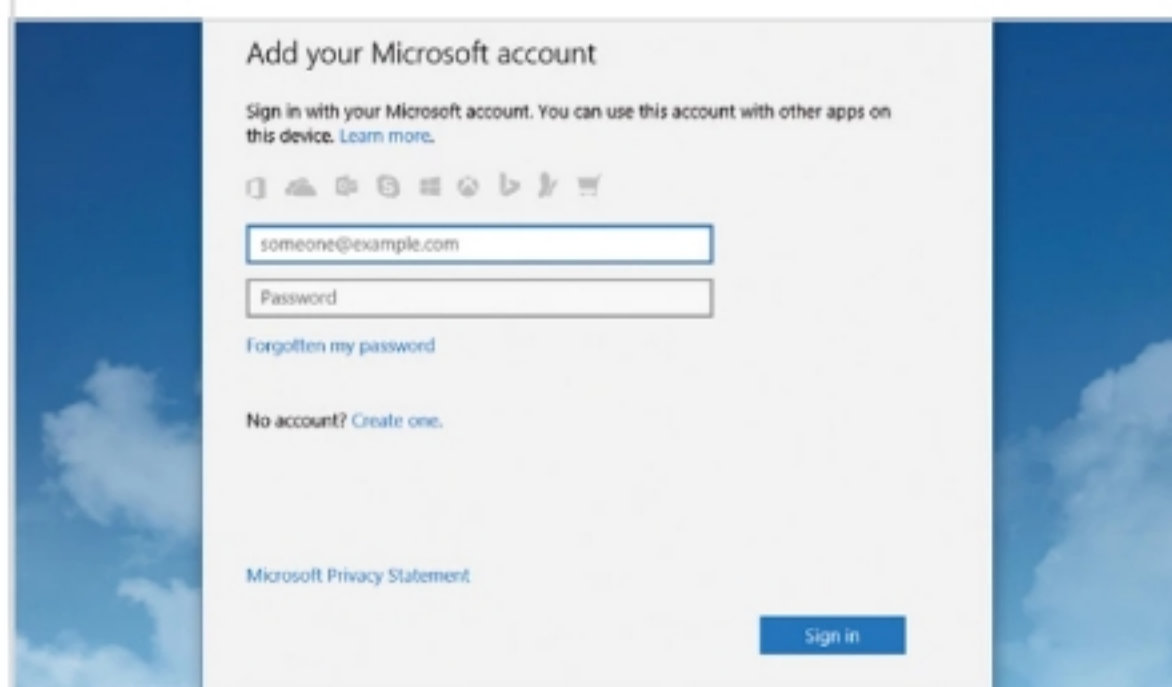 Add your Microsoft account
Sign in with your Microsoft account. You can use this account with other apps on
this device. Learn more.
someone@example.com
Password
Forgotten my password
No account? Create one.
Microsoft Privacy Statement
Sign in